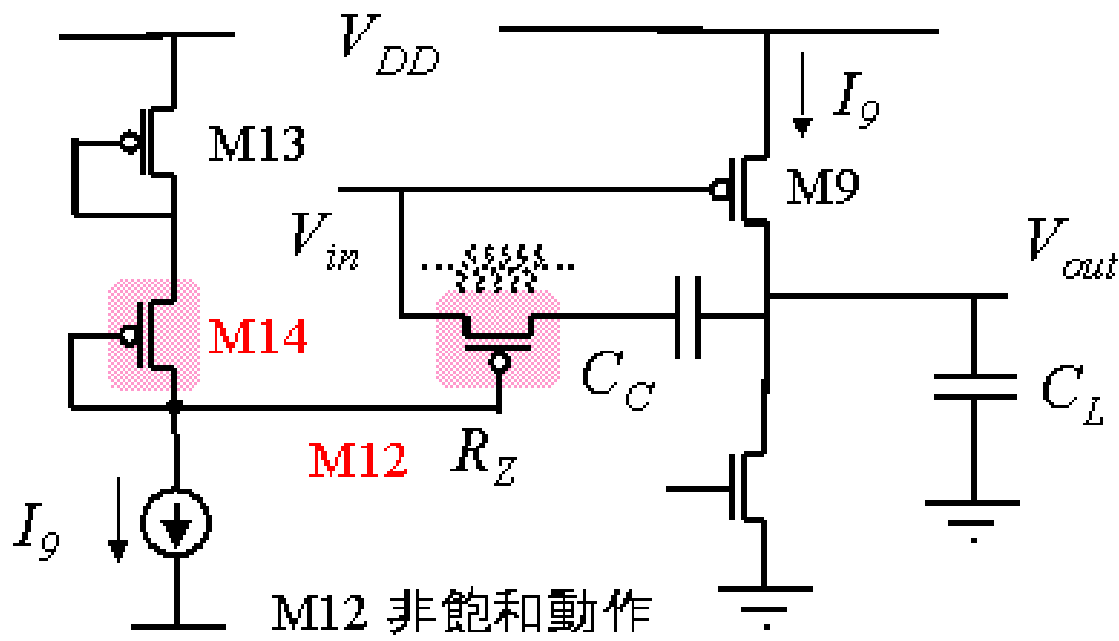 V_DD
I_9
M13
M9
V_in
V_out
M14
C_C
C_L
M12
R_Z
I_9
M12 非飽和動作